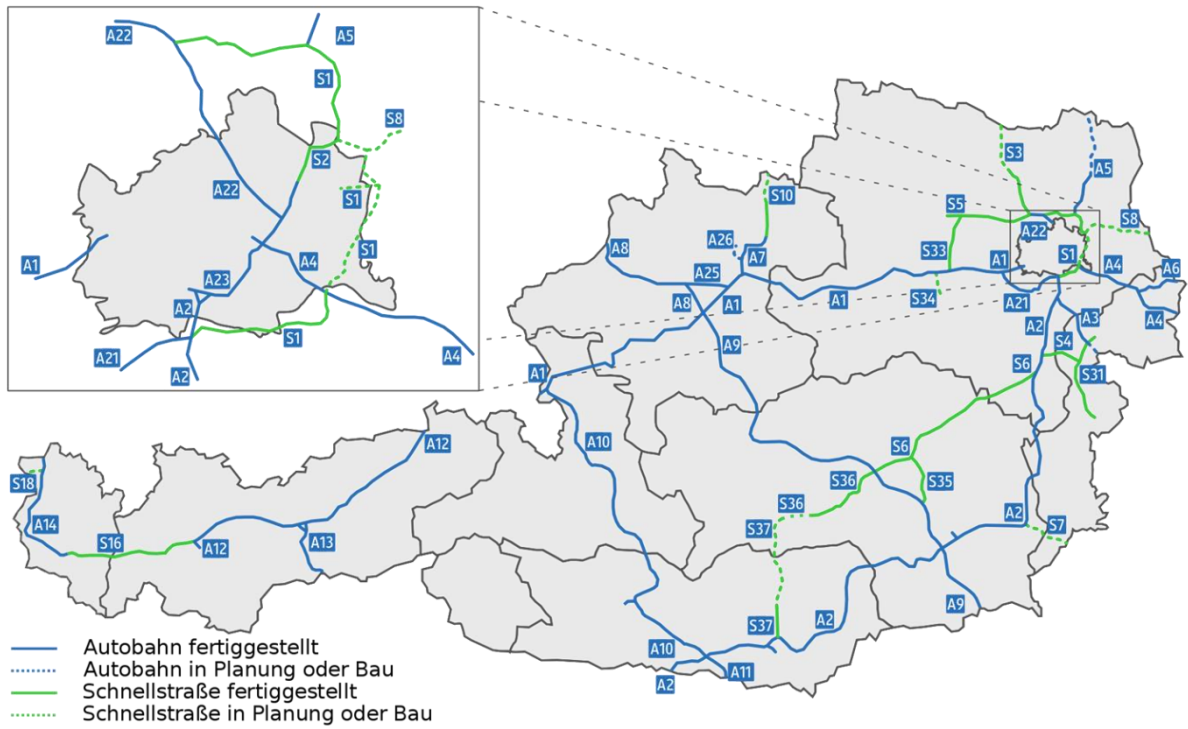 A22
A5
S1
S8
S2
A22
S1
S1
A1
A4
A23
A2
S1
A21
A2
A4
S3
A5
S10
S5
S8
A22
A26
A8
S33
A7
S1
A1
A4
A6
A25
A8
A1
A1
S34
A21
A2
A3
A4
A9
S4
S6
A1
S31
A10
A12
S6
S36
S35
S18
S36
A14
S37
A2
S7
S16
A12
A13
A9
S37
A2
A10
A11
A2
Autobahn fertiggestellt
Autobahn in Planung oder Bau
Schnellstraße fertiggestellt
Schnellstraße in Planung oder Bau